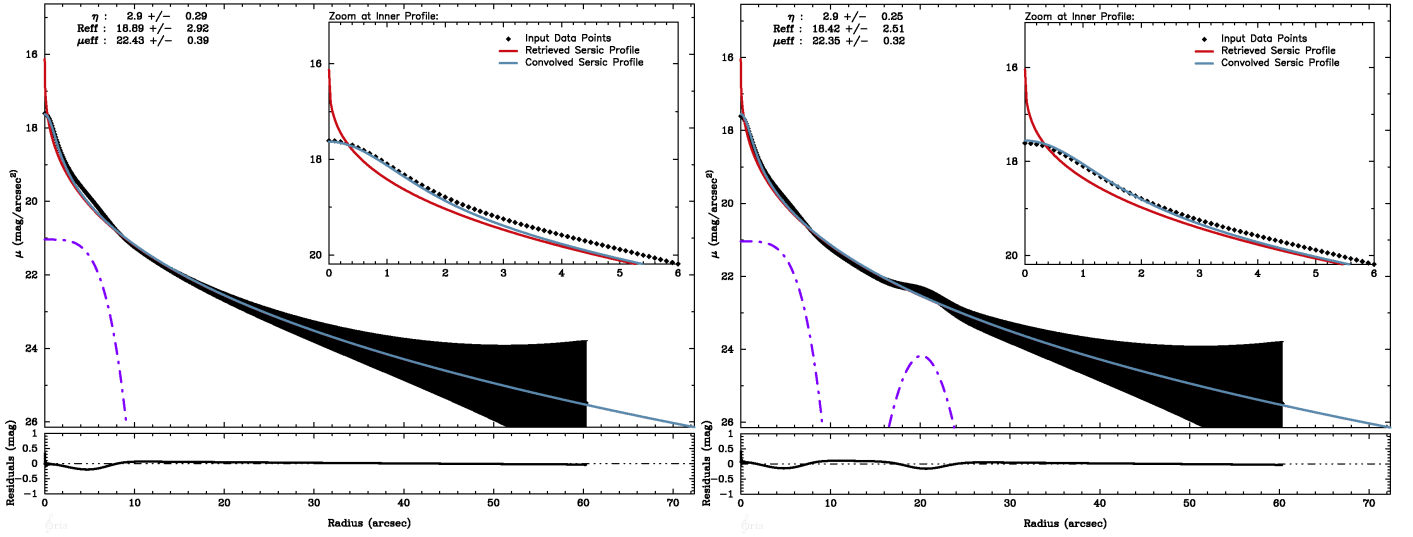 η : 2.9 +/− 0.29
Reff : 18.89 +/− 2.92
μeff : 22.43 +/− 0.39
Zoom at Inner Profile:
Input Data Points
Retrieved Sersic Profile
Convolved Sersic Profile
16
18
20
0 1 2 3 4 5 6
μ (mag/arcsec²)
16
18
20
22
24
26
Residuals (mag)
1
0.5
0
−0.5
−1
0 10 20 30 40 50 60 70
Radius (arcsec)
η : 2.9 +/− 0.25
Reff : 18.42 +/− 2.51
μeff : 22.35 +/− 0.32
Zoom at Inner Profile:
Input Data Points
Retrieved Sersic Profile
Convolved Sersic Profile
16
18
20
0 1 2 3 4 5 6
μ (mag/arcsec²)
16
18
20
22
24
26
Residuals (mag)
1
0.5
0
−0.5
−1
0 10 20 30 40 50 60 70
Radius (arcsec)